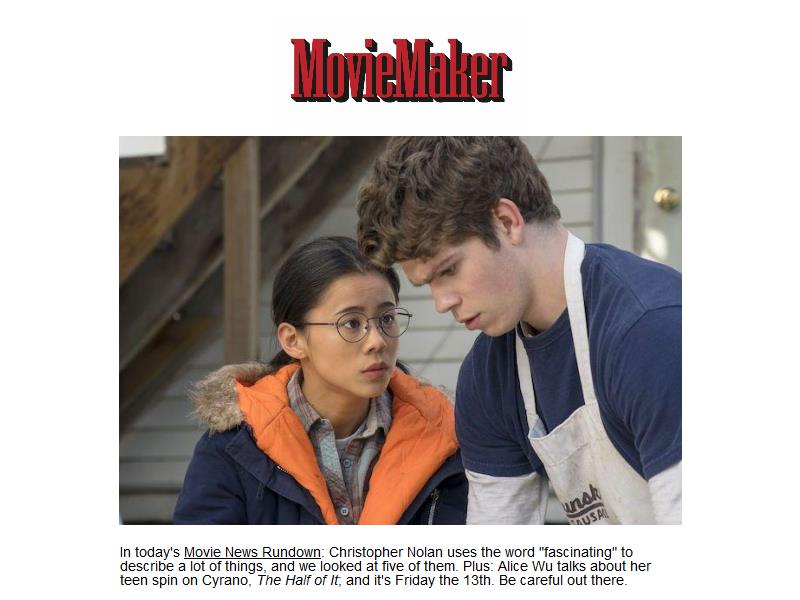 MovieMaker
unsk
SAUSA
In today's Movie News Rundown: Christopher Nolan uses the word "fascinating" to
describe a lot of things, and we looked at five of them. Plus: Alice Wu talks about her
teen spin on Cyrano, The Half of It; and it's Friday the 13th. Be careful out there.